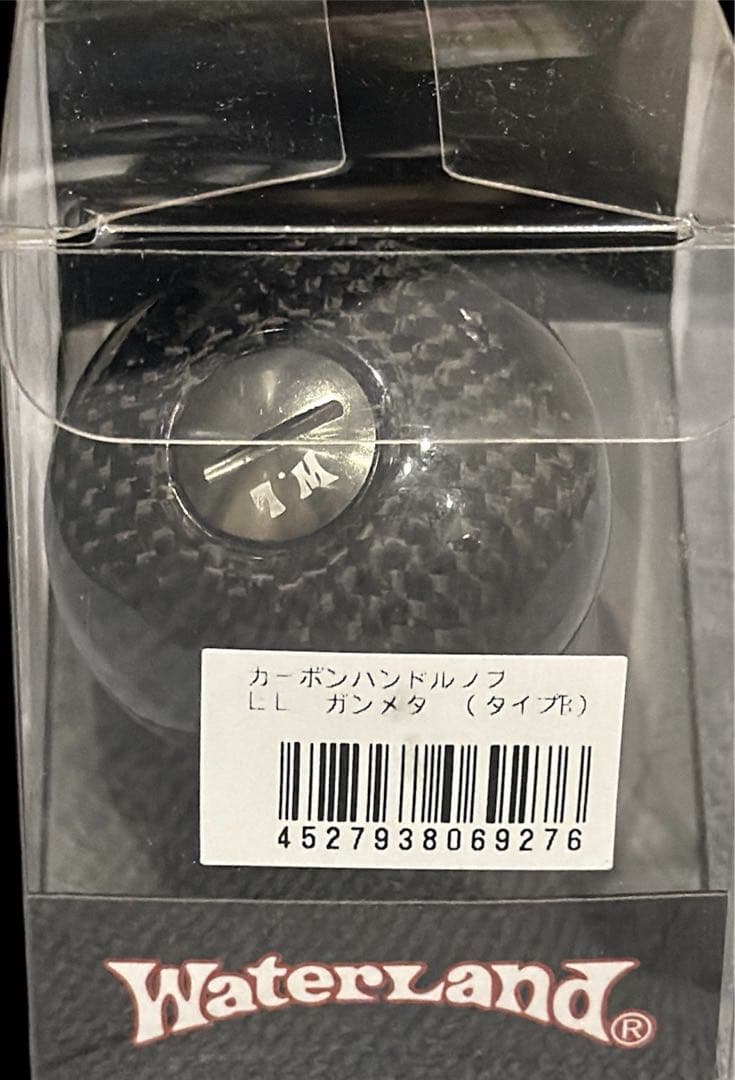 W.L
カーボンハンドルノブ
LL ガンメタ (タイプB)
4527938069276
WaterLand®